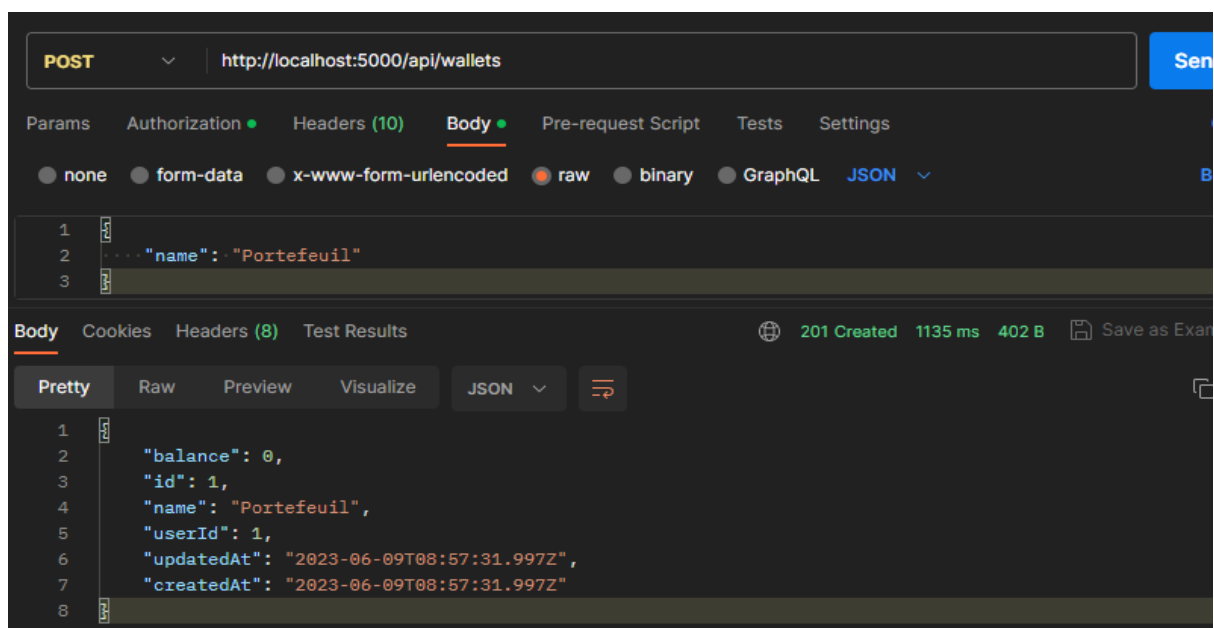 POST http://localhost:5000/api/wallets Sen
Params Authorization Headers (10) Body Pre-request Script Tests Settings
none form-data x-www-form-urlencoded raw binary GraphQL JSON B
1 {
2 "name": "Portefeuil"
3 }
Body Cookies Headers (8) Test Results 201 Created 1135 ms 402 B Save as Exam
Pretty Raw Preview Visualize JSON
1 {
2 "balance": 0,
3 "id": 1,
4 "name": "Portefeuil",
5 "userId": 1,
6 "updatedAt": "2023-06-09T08:57:31.997Z",
7 "createdAt": "2023-06-09T08:57:31.997Z"
8 }